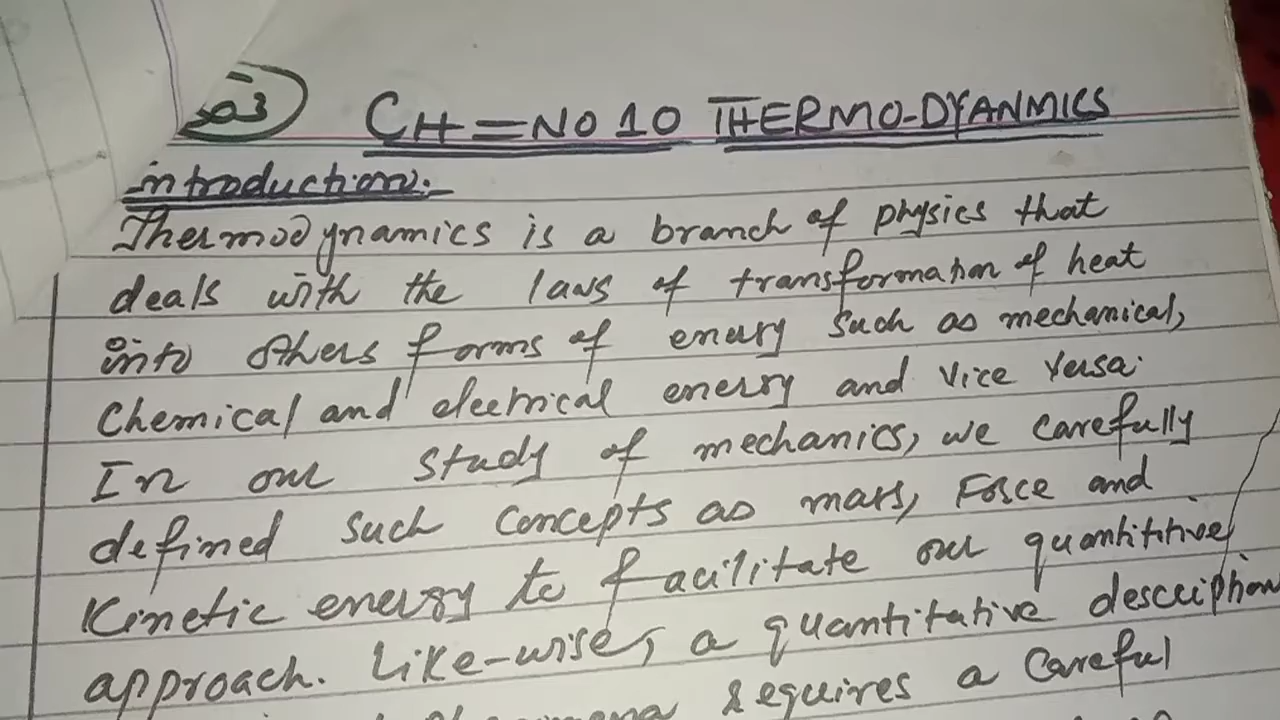 303
CH=NO 10 THERMO-DYANMICS
introduction:-
Thermodynamics is a branch of physics that
deals with the laws of transformation of heat
into others forms of energy such as mechanical,
Chemical and electrical energy and Vice Versa.
In our study of mechanics, we carefully
defined such concepts as mass, Force and
Kinetic energy to facilitate our quantititive
approach. Like-wise, a quantitative description
requires a Careful